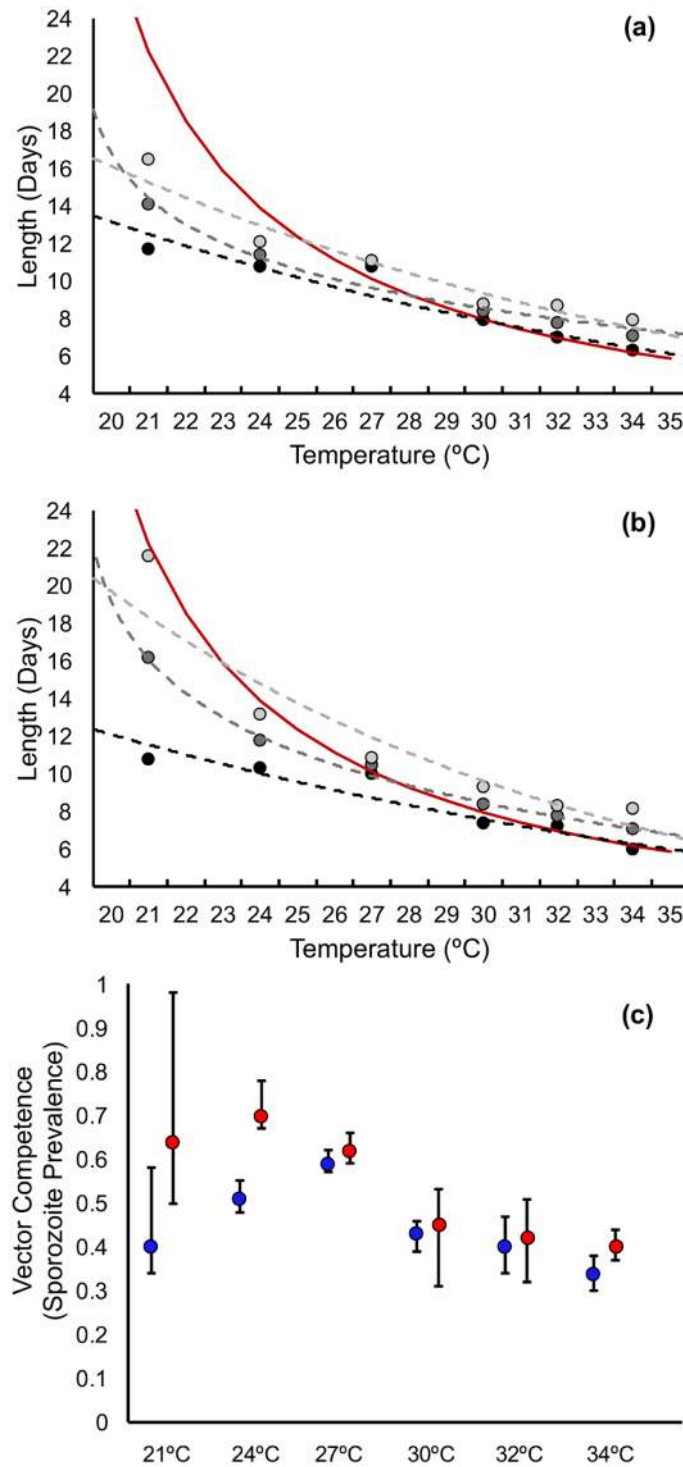 24
(a)
22
20
18
16
14
12
10
8
6
4
Length (Days)
20 21 22 24 25 26 27 28 29 30 31 32 33 34 35
Temperature (ºC)
24
(b)
22
20
18
16
14
12
10
8
6
4
Length (Days)
20 21 22 24 25 26 27 28 29 30 31 32 33 34 35
Temperature (ºC)
1
(c)
0.9
0.8
0.7
0.6
0.5
0.4
0.3
0.2
0.1
0
Vector Competence
(Sporozoite Prevalence)
21ºC 24ºC 27ºC 30ºC 32ºC 34ºC